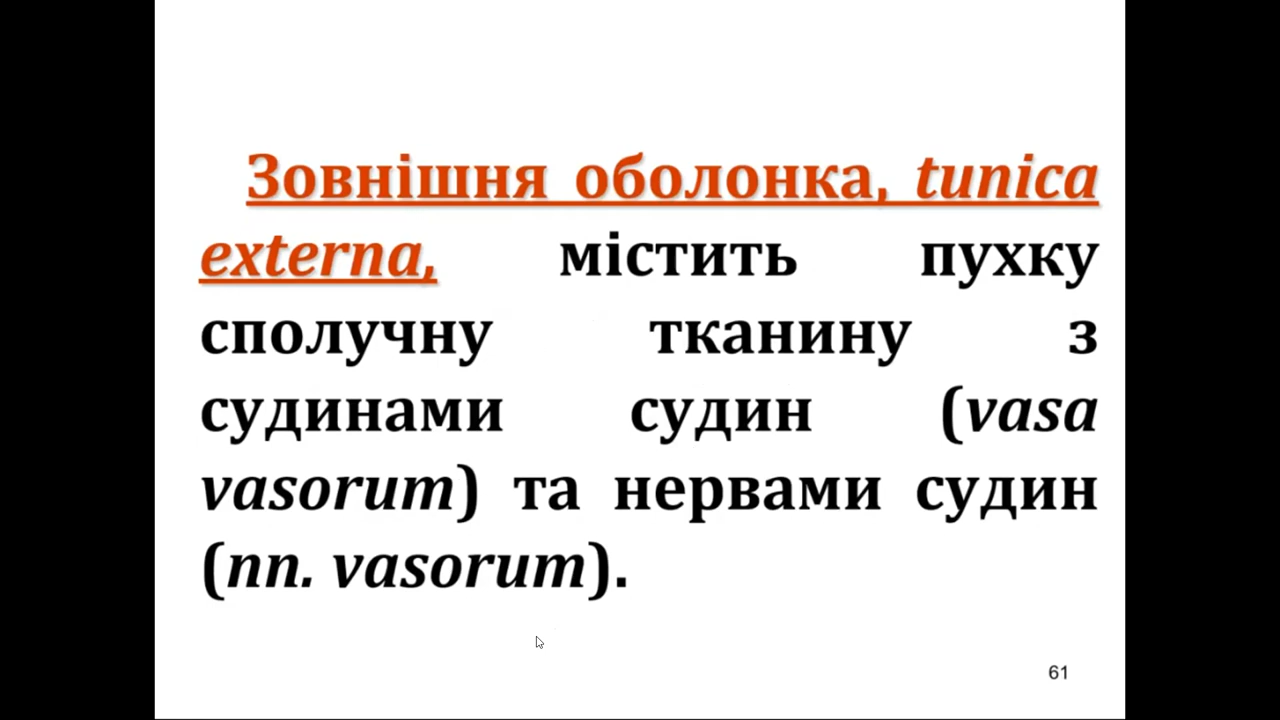 Зовнішня оболонка, tunica
externa, містить пухку
сполучну тканину з
судинами судин (vasa
vasorum) та нервами судин
(nn. vasorum).
61